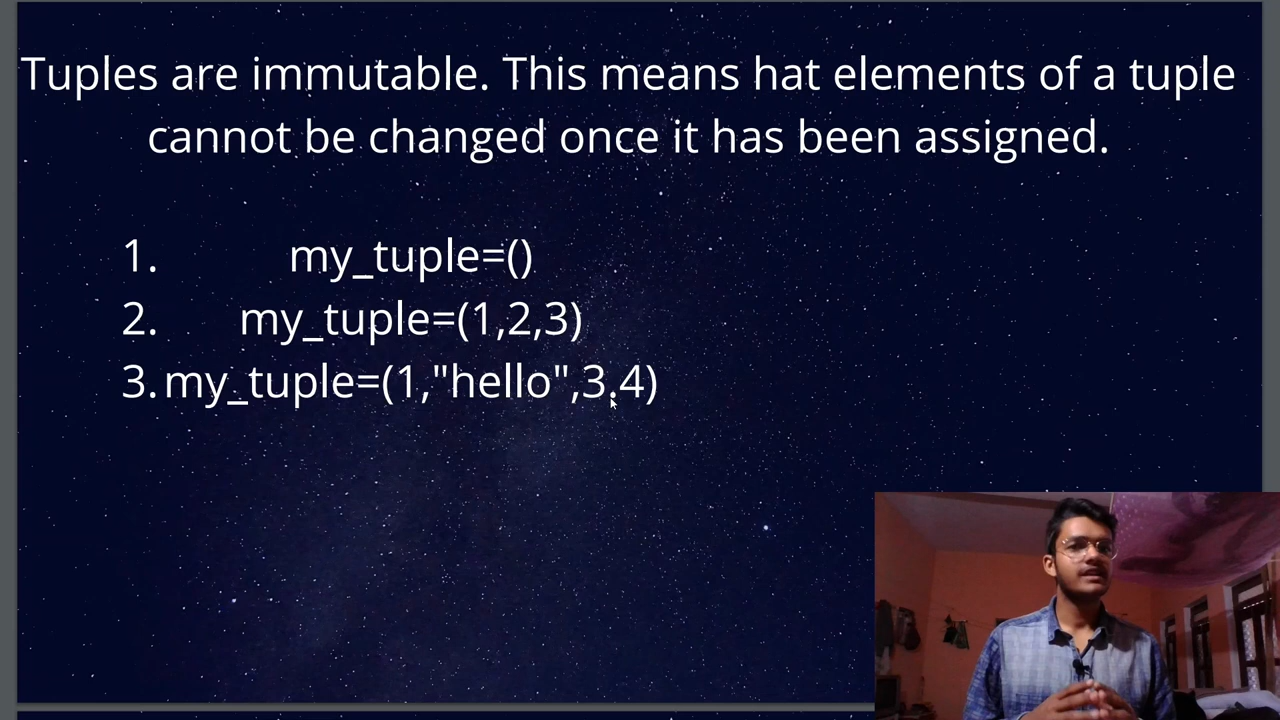 Tuples are immutable. This means hat elements of a tuple
cannot be changed once it has been assigned.
1. my_tuple=()
2. my_tuple=(1,2,3)
3. my_tuple=(1,"hello",3.4)